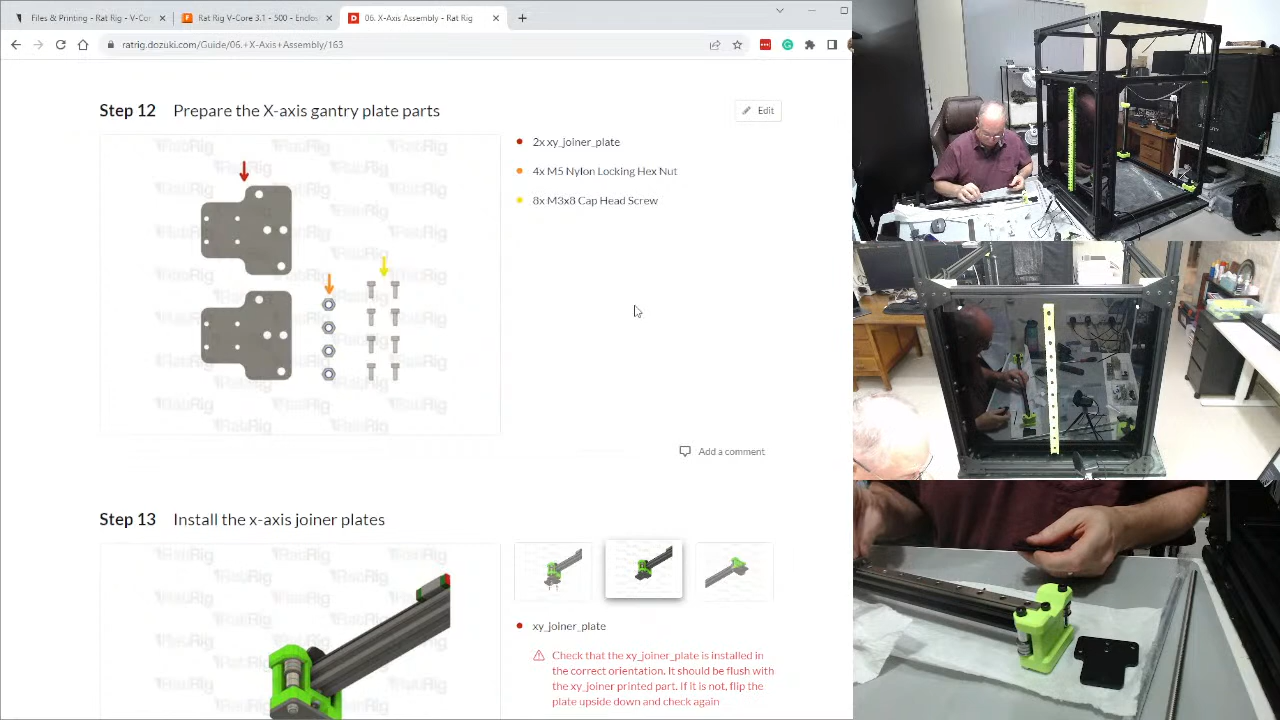 Files & Printing - Rat Rig V-Co
Rat Rig V-Core 3.1 - 500 - Enclos
06. X-Axis Assembly - Rat Rig
ratrig.dozuki.com/Guide/06.+X-Axis+Assembly/163
Step 12 Prepare the X-axis gantry plate parts
Edit
2x xy_joiner_plate
4x M5 Nylon Locking Hex Nut
8x M3x8 Cap Head Screw
Add a comment
Step 13 Install the x-axis joiner plates
xy_joiner_plate
Check that the xy_joiner_plate is installed in
the correct orientation. It should be flush with
the xy_joiner printed part. If it is not, flip the
plate upside down and check again